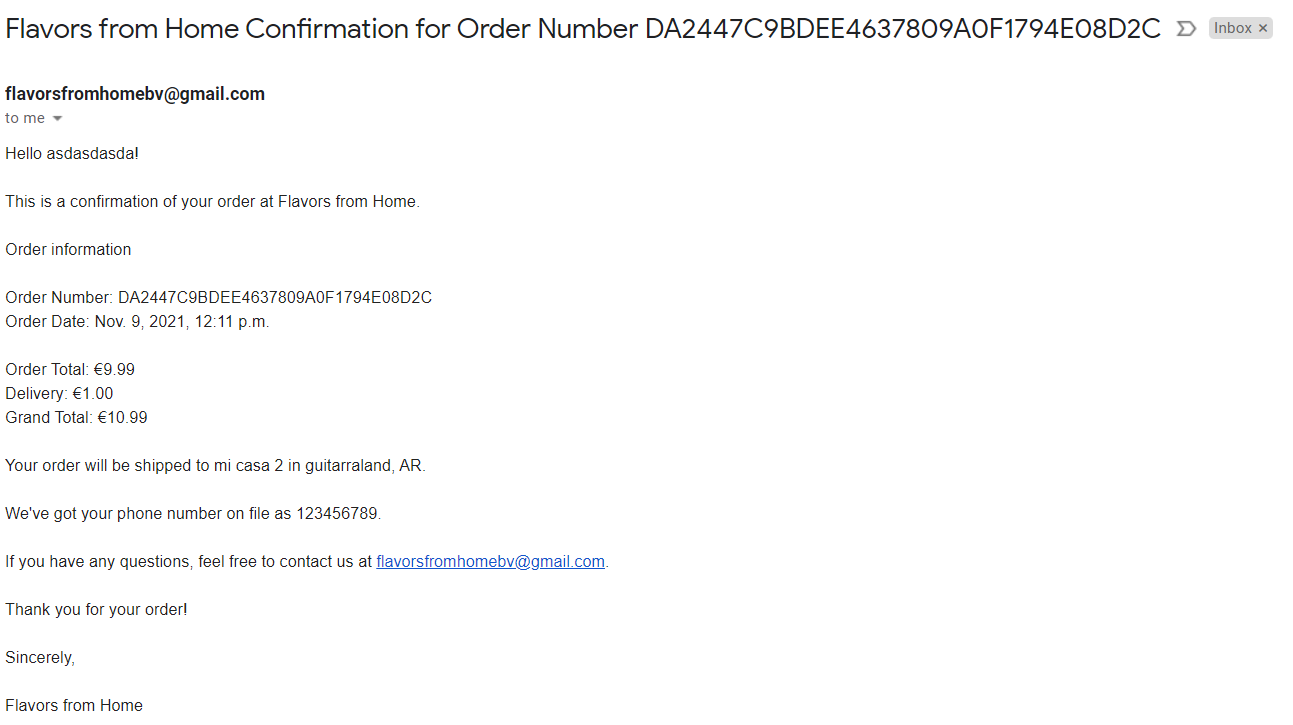 Flavors from Home Confirmation for Order Number DA2447C9BDEE4637809A0F1794E08D2C Inbox ×
flavorsfromhomebv@gmail.com
to me
Hello asdasdasda!
This is a confirmation of your order at Flavors from Home.
Order information
Order Number: DA2447C9BDEE4637809A0F1794E08D2C
Order Date: Nov. 9, 2021, 12:11 p.m.
Order Total: €9.99
Delivery: €1.00
Grand Total: €10.99
Your order will be shipped to mi casa 2 in guitarraland, AR.
We've got your phone number on file as 123456789.
If you have any questions, feel free to contact us at flavorsfromhomebv@gmail.com.
Thank you for your order!
Sincerely,
Flavors from Home